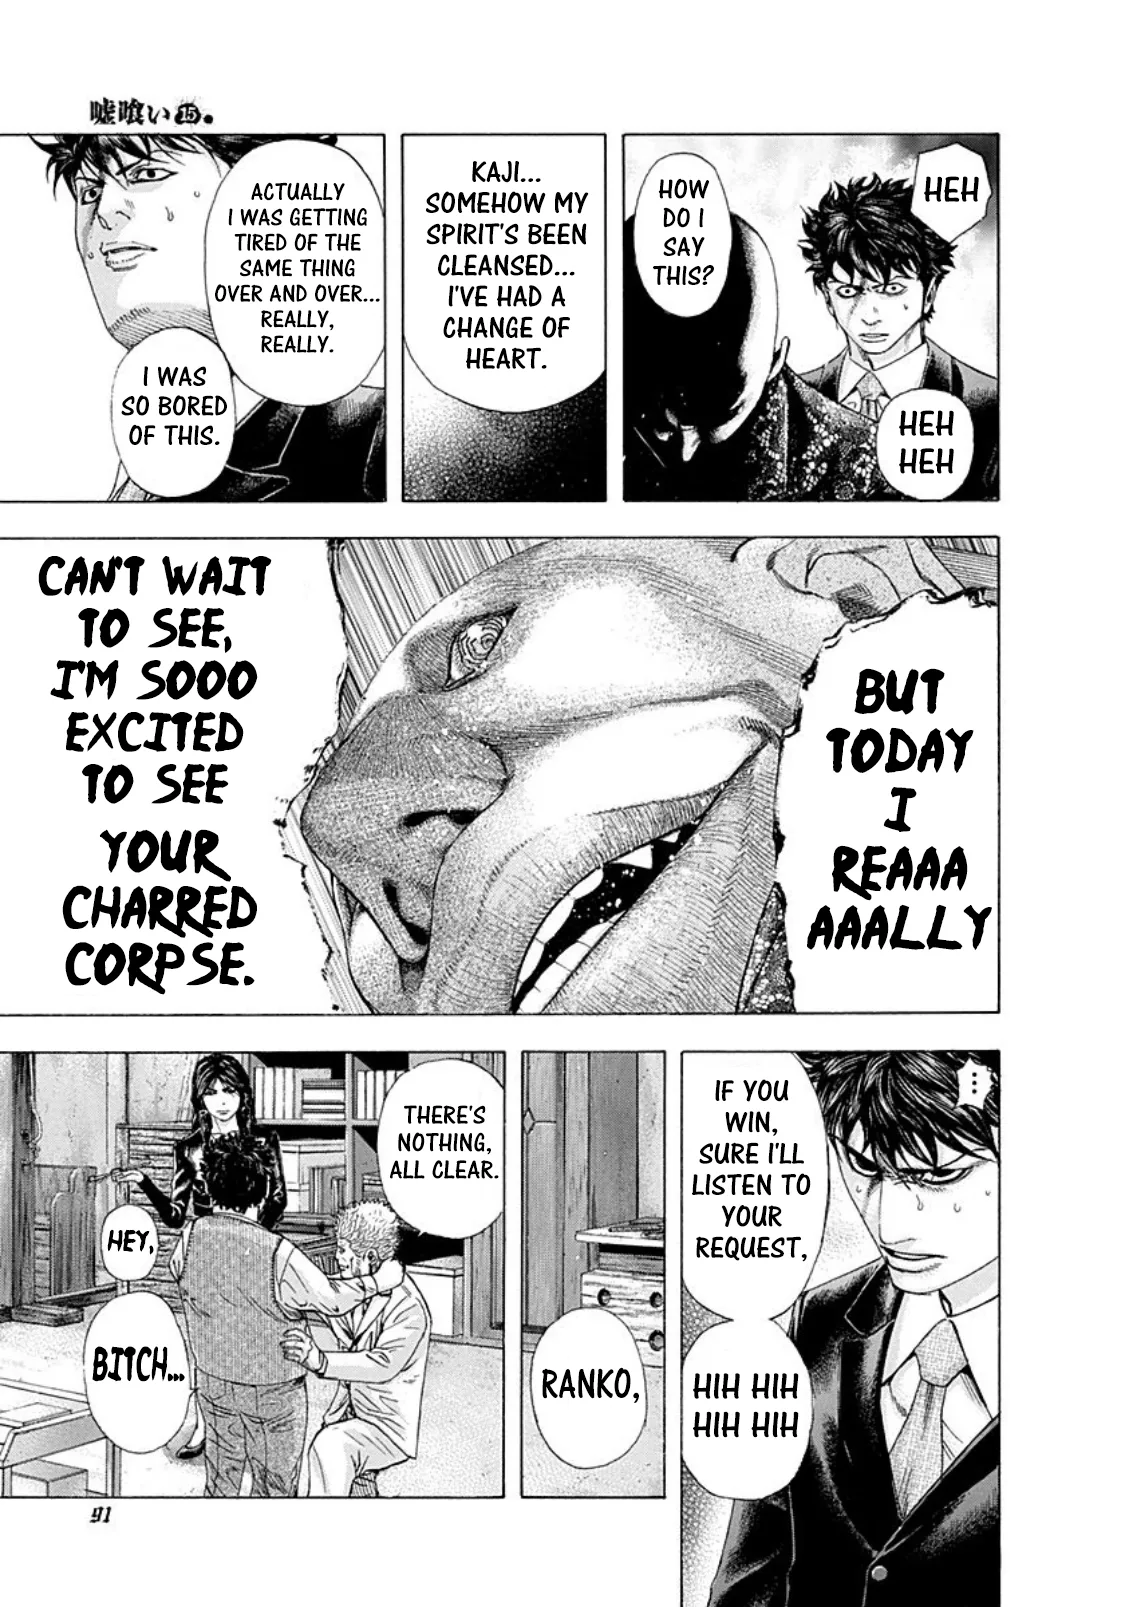 嘘喰い 15.
HEH
HOW
DO I
SAY
THIS?
HEH
HEH
KAJI...
SOMEHOW MY
SPIRIT'S BEEN
CLEANSED...
I'VE HAD A
CHANGE OF
HEART.
ACTUALLY
I WAS GETTING
TIRED OF THE
SAME THING
OVER AND OVER...
REALLY,
REALLY.
I WAS
SO BORED
OF THIS.
BUT
TODAY
I
REAAA
AAALLY
CAN'T WAIT
TO SEE,
I'M SOOO
EXCITED
TO SEE
YOUR
CHARRED
CORPSE.
...
IF YOU
WIN,
SURE I'LL
LISTEN TO
YOUR
REQUEST,
HIH HIH
HIH HIH
RANKO,
THERE'S
NOTHING,
ALL CLEAR.
HEY,
BITCH...
91